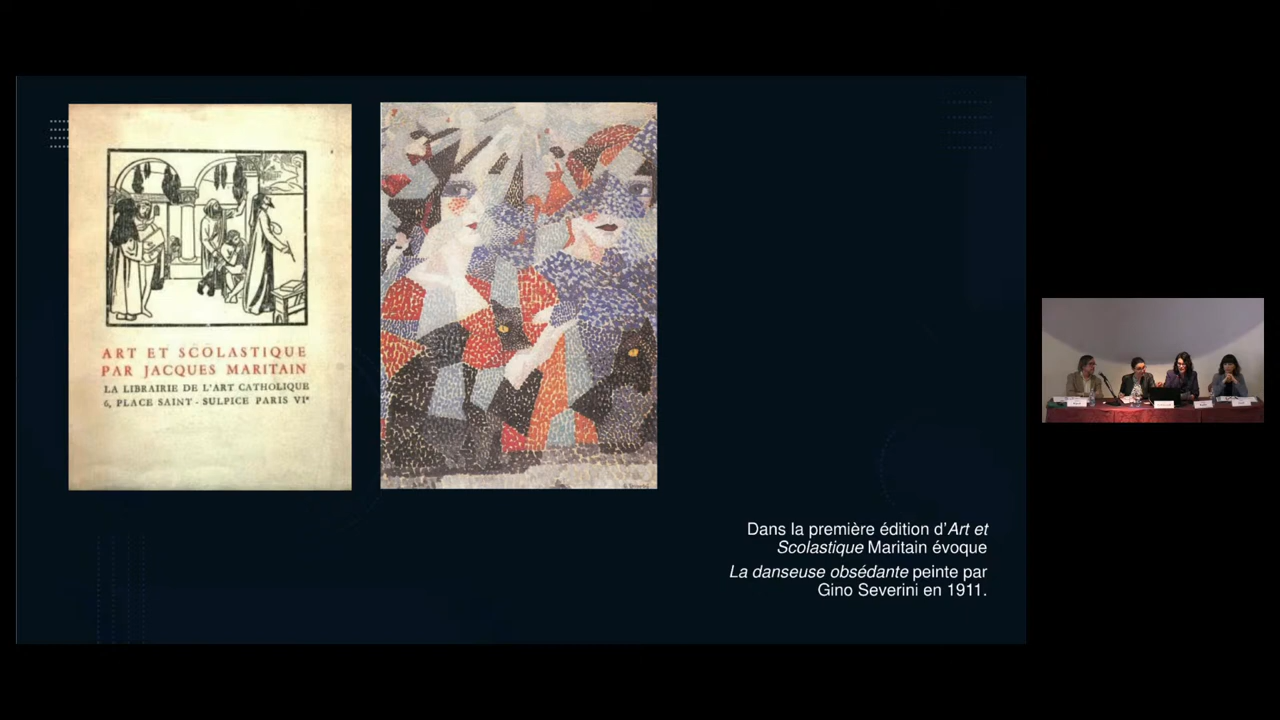 ART ET SCOLASTIQUE
PAR JACQUES MARITAIN
LA LIBRAIRIE DE L'ART CATHOLIQUE
6, PLACE SAINT - SULPICE PARIS VIᵉ
Dans la première édition d’Art et
Scolastique Maritain évoque
La danseuse obsédante peinte par
Gino Severini en 1911.